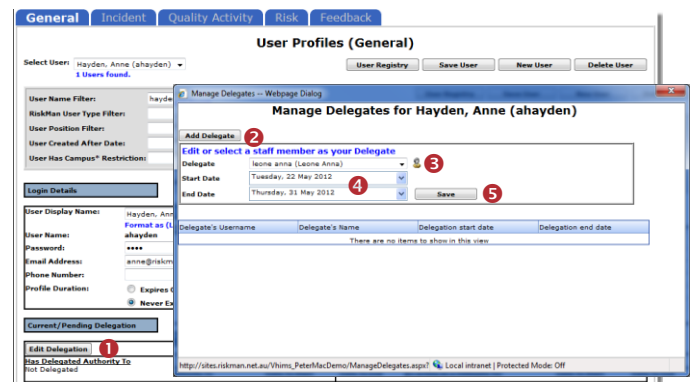 General Incident Quality Activity Risk Feedback
User Profiles (General)
Select User: Hayden, Anne (ahayden)
1 Users found.
User Registry Save User New User Delete User
User Name Filter: hayde
RiskMan User Type Filter:
User Position Filter:
User Created After Date:
User Has Campus* Restriction:
Login Details
User Display Name: Hayden, Ann
Format as (L
User Name: ahayden
Password: ••••
Email Address: anne@riskm
Phone Number:
Profile Duration: Expires
Never Ex
Current/Pending Delegation
Edit Delegation 1
Has Delegated Authority To
Not Delegated
Manage Delegates -- Webpage Dialog
Manage Delegates for Hayden, Anne (ahayden)
Add Delegate 2
Edit or select a staff member as your Delegate
Delegate leone anna (Leone Anna) 3
Start Date Tuesday, 22 May 2012
4
End Date Thursday, 31 May 2012 Save 5
Delegate's Username Delegate's Name Delegation start date Delegation end date
There are no items to show in this view
http://sites.riskman.net.au/Vhims_PeterMacDemo/ManageDelegates.aspx? Local intranet | Protected Mode: Off